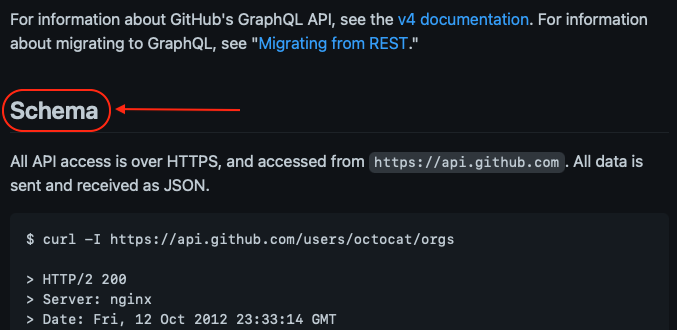 For information about GitHub's GraphQL API, see the v4 documentation. For information
about migrating to GraphQL, see "Migrating from REST."
Schema
All API access is over HTTPS, and accessed from https://api.github.com. All data is
sent and received as JSON.
$ curl -I https://api.github.com/users/octocat/orgs
> HTTP/2 200
> Server: nginx
> Date: Fri, 12 Oct 2012 23:33:14 GMT